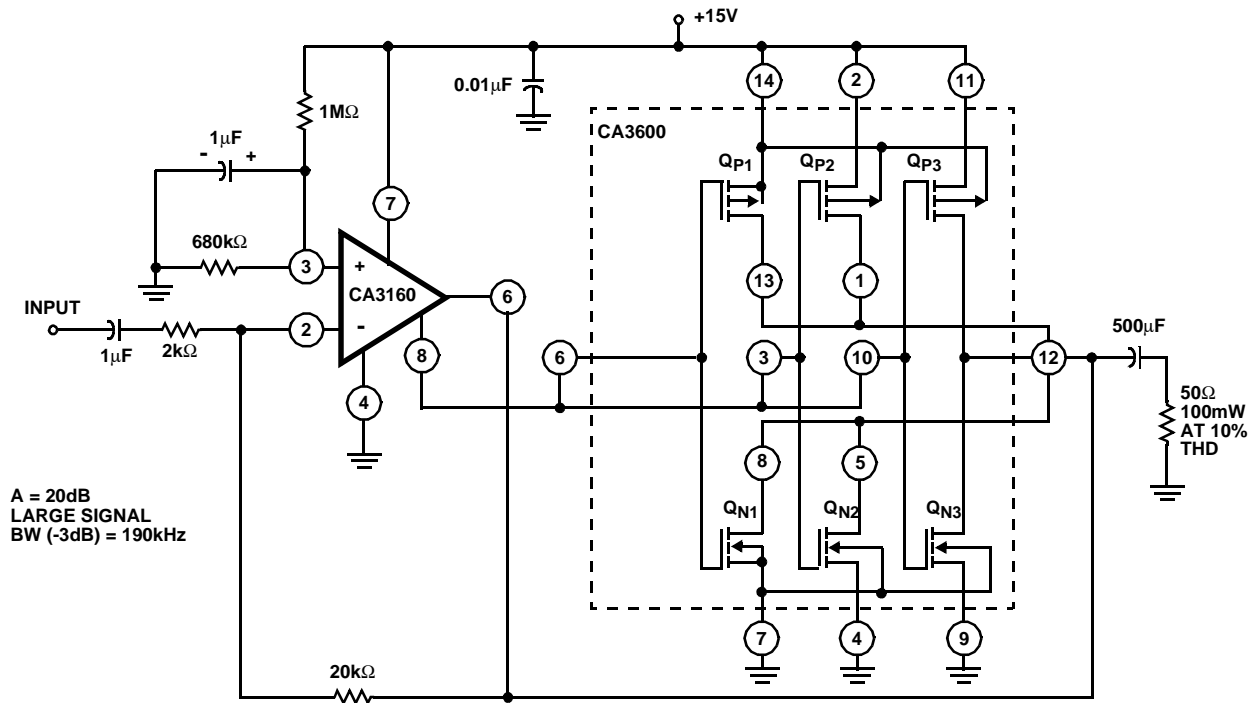 +15V
0.01μF
14
2
11
1MΩ
CA3600
1μF
- +
QP1
QP2
QP3
7
680kΩ
3
+
CA3160
6
13
1
INPUT
2
-
1μF
2kΩ
8
6
3
10
12
500μF
4
50Ω
100mW
AT 10%
THD
8
5
A = 20dB
LARGE SIGNAL
BW (-3dB) = 190kHz
QN1
QN2
QN3
7
4
9
20kΩ